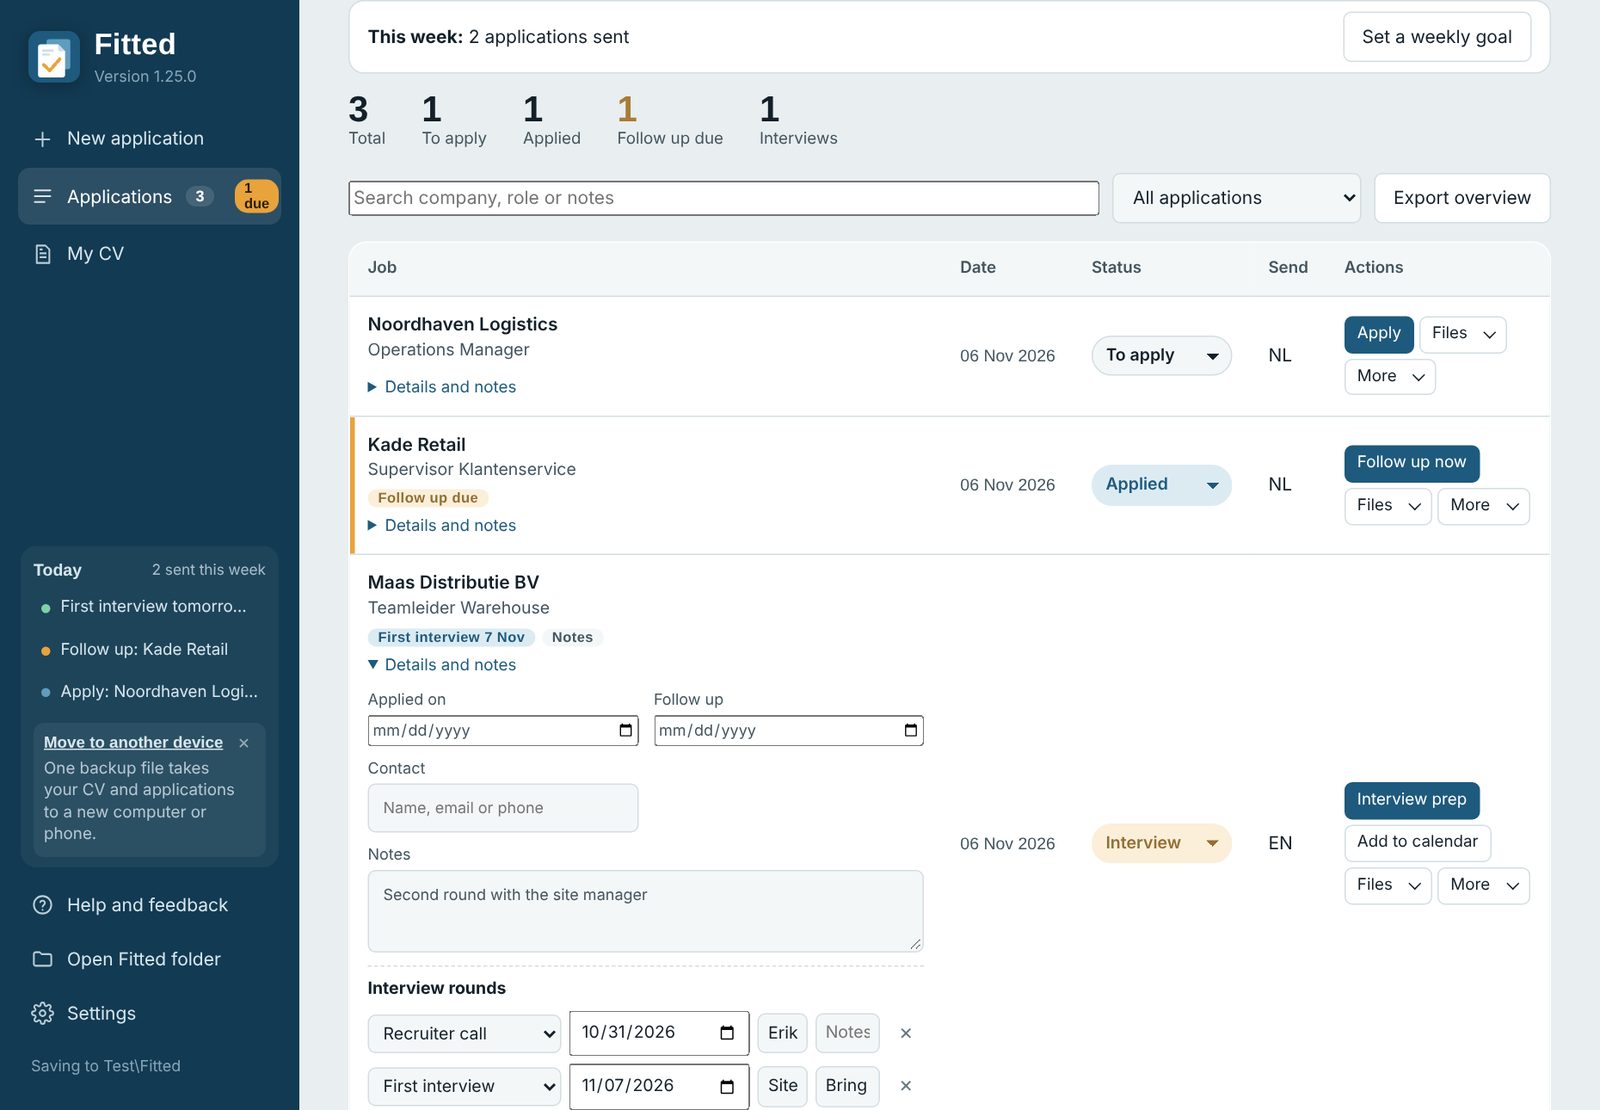 Fitted
Version 1.25.0
New application
Applications 3 1 due
My CV
Today 2 sent this week
First interview tomorro...
Follow up: Kade Retail
Apply: Noordhaven Logi...
Move to another device ×
One backup file takes
your CV and applications
to a new computer or
phone.
Help and feedback
Open Fitted folder
Settings
Saving to Test\Fitted
This week: 2 applications sent
Set a weekly goal
3 1 1 1 1
Total To apply Applied Follow up due Interviews
Search company, role or notes
All applications
Export overview
Job Date Status Send Actions
Noordhaven Logistics
Operations Manager
Details and notes
06 Nov 2026
To apply
NL
Apply
Files
More
Kade Retail
Supervisor Klantenservice
Follow up due
Details and notes
06 Nov 2026
Applied
NL
Follow up now
Files
More
Maas Distributie BV
Teamleider Warehouse
First interview 7 Nov Notes
Details and notes
Applied on Follow up
mm/dd/yyyy mm/dd/yyyy
Contact
Name, email or phone
Notes
Second round with the site manager
06 Nov 2026
Interview
EN
Interview prep
Add to calendar
Files
More
Interview rounds
Recruiter call 10/31/2026 Erik Notes ×
First interview 11/07/2026 Site Bring ×